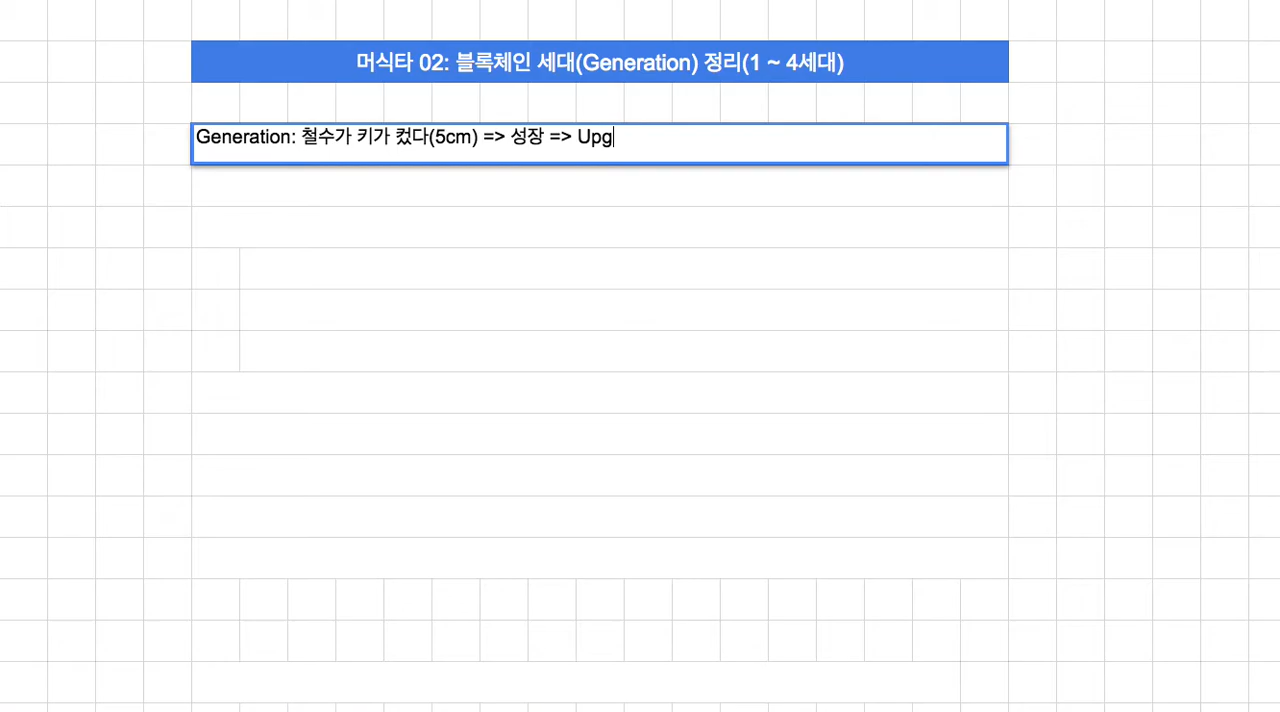 머식타 02: 블록체인 세대(Generation) 정리(1 ~ 4세대)
Generation: 철수가 키가 컸다(5cm) => 성장 => Upg